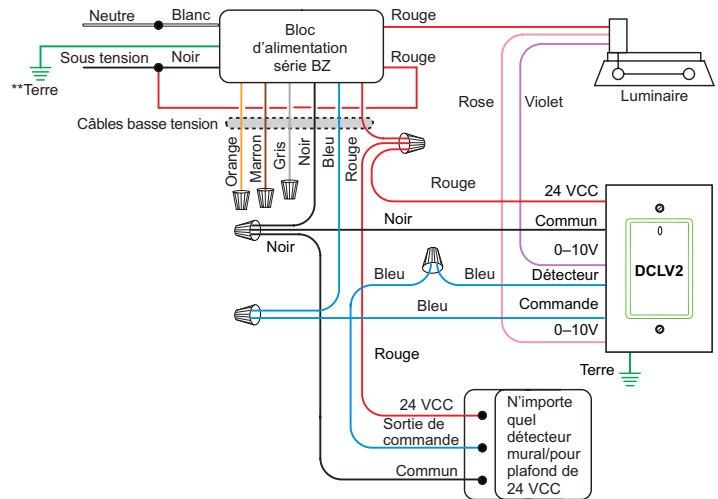 Neutre
Blanc
Bloc
d'alimentation
série BZ
Rouge
Rouge
Sous tension
Noir
**Terre
Luminaire
Rose
Violet
Câbles basse tension
Orange
Marron
Gris
Noir
Bleu
Rouge
Rouge
24 VCC
Noir
Commun
Noir
0–10V
DCLV2
Bleu
Bleu
Détecteur
Bleu
Commande
0–10V
Rouge
Terre
24 VCC
Sortie de
commande
Commun
N'importe
quel
détecteur
mural/pour
plafond de
24 VCC